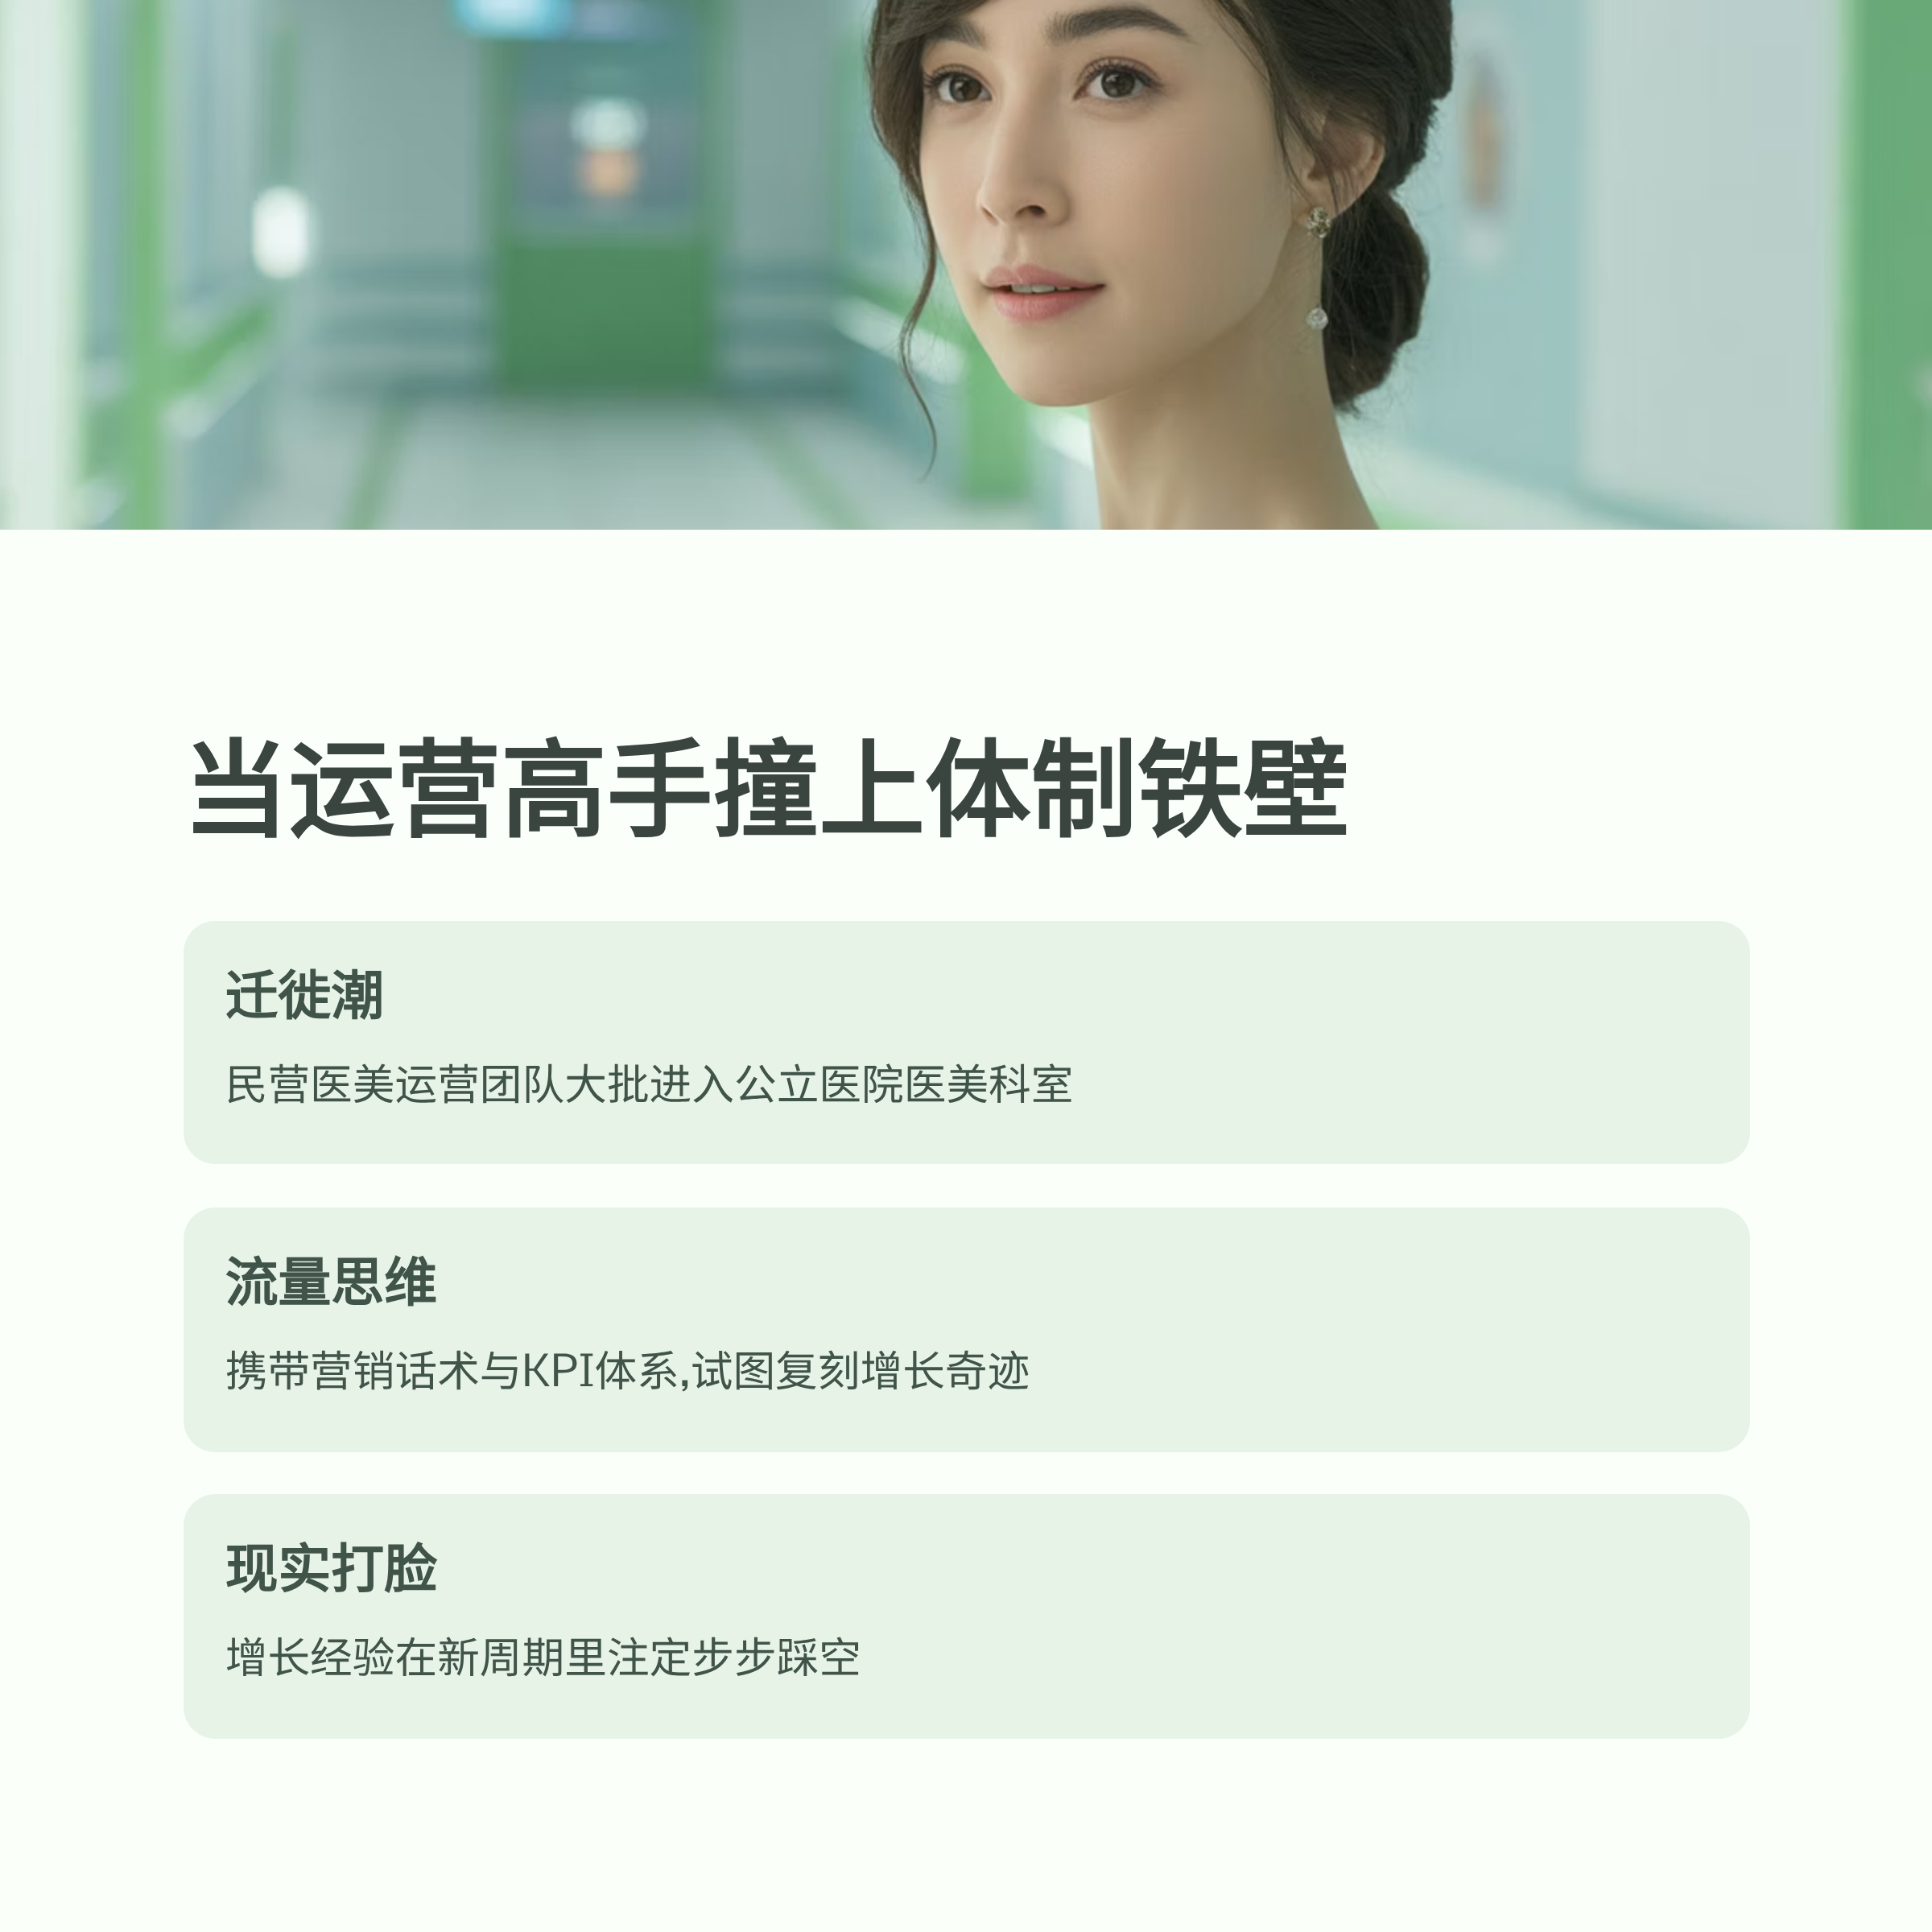 当运营高手撞上体制铁壁
迁徙潮
民营医美运营团队大批进入公立医院医美科室
流量思维
携带营销话术与KPI体系,试图复刻增长奇迹
现实打脸
增长经验在新周期里注定步步踩空